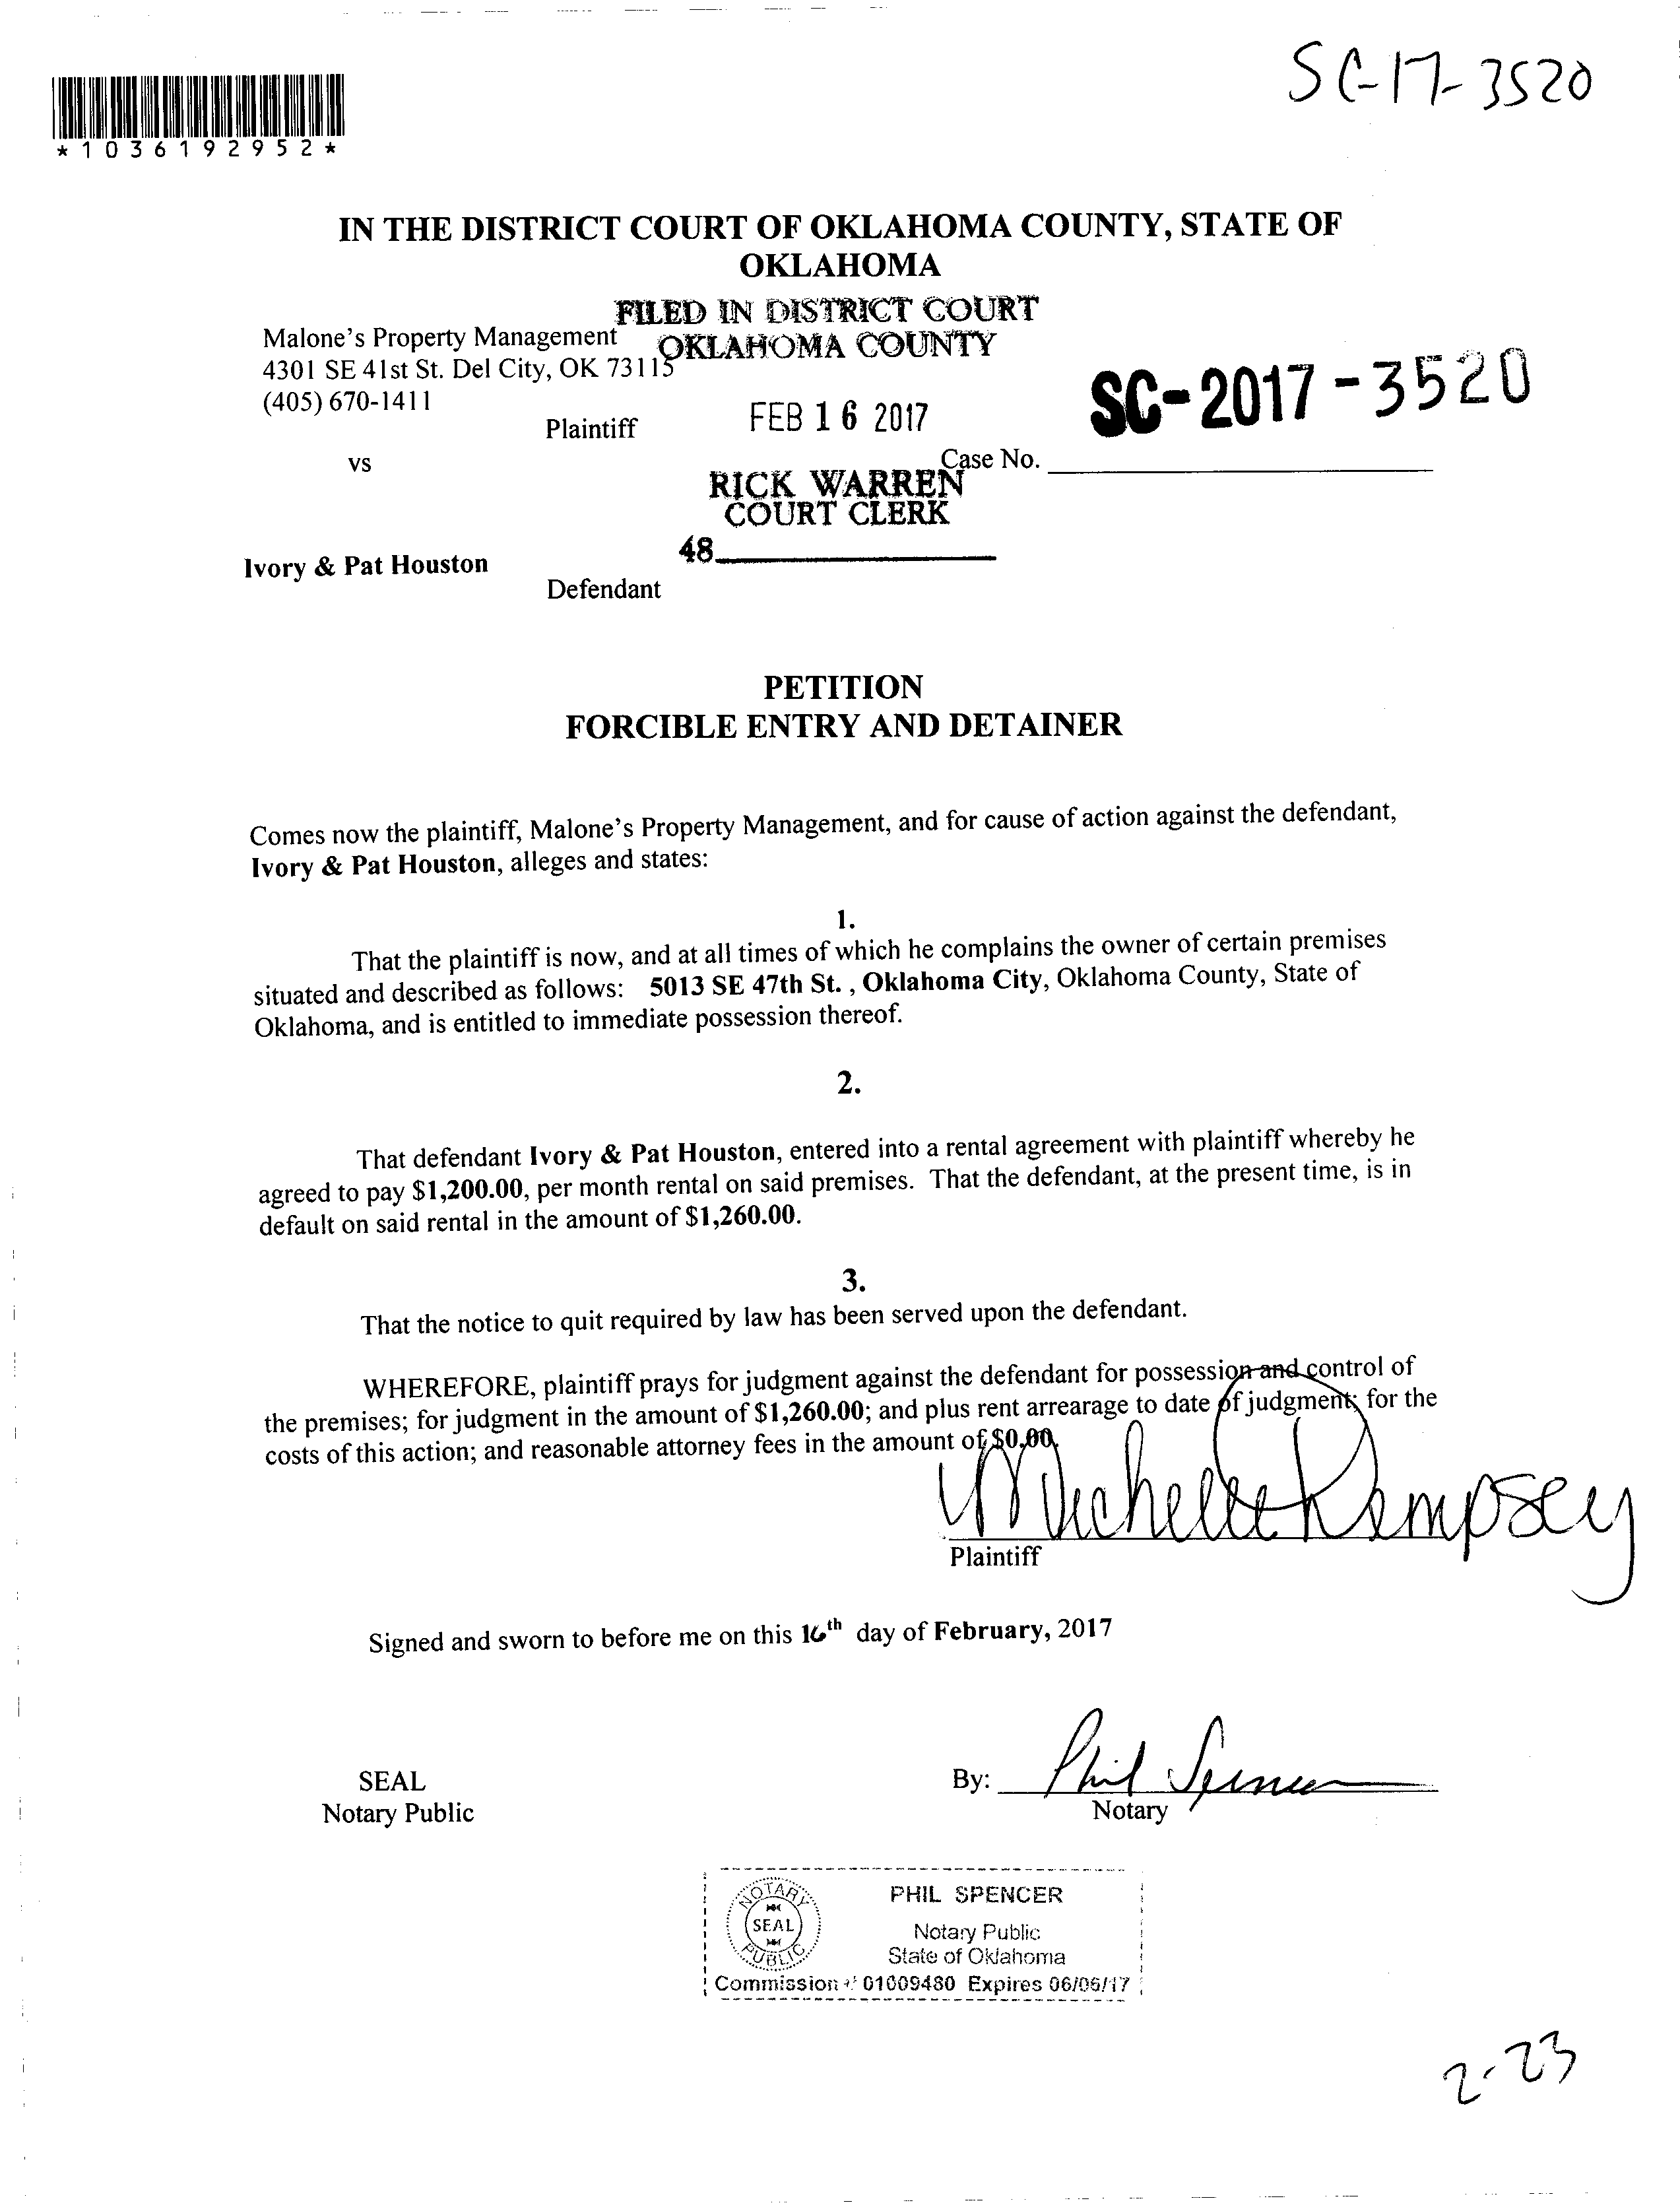 SC-17-3520
*1036192952*
IN THE DISTRICT COURT OF OKLAHOMA COUNTY, STATE OF
OKLAHOMA
FILED IN DISTRICT COURT
OKLAHOMA COUNTY
Malone's Property Management
4301 SE 41st St. Del City, OK 73115
(405) 670-1411
Plaintiff
FEB 16 2017
SC-2017-3520
vs
Case No.
RICK WARREN
COURT CLERK
48
Ivory & Pat Houston
Defendant
PETITION
FORCIBLE ENTRY AND DETAINER
Comes now the plaintiff, Malone's Property Management, and for cause of action against the defendant,
Ivory & Pat Houston, alleges and states:
1.
That the plaintiff is now, and at all times of which he complains the owner of certain premises
situated and described as follows: 5013 SE 47th St. , Oklahoma City, Oklahoma County, State of
Oklahoma, and is entitled to immediate possession thereof.
2.
That defendant Ivory & Pat Houston, entered into a rental agreement with plaintiff whereby he
agreed to pay $1,200.00, per month rental on said premises. That the defendant, at the present time, is in
default on said rental in the amount of $1,260.00.
3.
That the notice to quit required by law has been served upon the defendant.
WHEREFORE, plaintiff prays for judgment against the defendant for possession and control of
the premises; for judgment in the amount of $1,260.00; and plus rent arrearage to date of judgment; for the
costs of this action; and reasonable attorney fees in the amount of $0.00.
Michelle Dempsey
Plaintiff
Signed and sworn to before me on this 16th day of February, 2017
SEAL
Notary Public
By: Phil Spencer
Notary
NOTARY
SEAL
PUBLIC
PHIL SPENCER
Notary Public
State of Oklahoma
Commission # 01009480 Expires 06/06/17
2-23